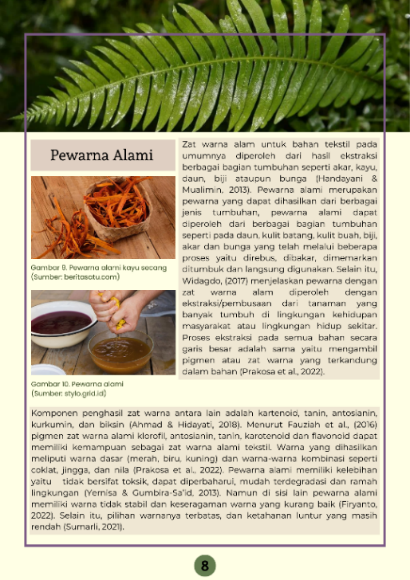 Pewarna Alami
Gambar 9. Pewarna alami kayu secang
(Sumber: beritasatu.com)
Gambar 10. Pewarna alami
(Sumber: stylo.grid.id)
Zat warna alam untuk bahan tekstil pada
umumnya diperoleh dari hasil ekstraksi
berbagai bagian tumbuhan seperti akar, kayu,
daun, biji ataupun bunga (Handayani &
Mualimin, 2013). Pewarna alami merupakan
pewarna yang dapat dihasilkan dari berbagai
jenis tumbuhan, pewarna alami dapat
diperoleh dari berbagai bagian tumbuhan
seperti pada daun, kulit batang, kulit buah, biji,
akar dan bunga yang telah melalui beberapa
proses yaitu direbus, dibakar, dimemarkan
ditumbuk dan langsung digunakan. Selain itu,
Widagdo, (2017) menjelaskan pewarna dengan
zat warna alam diperoleh dengan
ekstraksi/pembusaan dari tanaman yang
banyak tumbuh di lingkungan kehidupan
masyarakat atau lingkungan hidup sekitar.
Proses ekstraksi pada semua bahan secara
garis besar adalah sama yaitu mengambil
pigmen atau zat warna yang terkandung
dalam bahan (Prakosa et al., 2022).
Komponen penghasil zat warna antara lain adalah kartenoid, tanin, antosianin,
kurkumin, dan biksin (Ahmad & Hidayati, 2018). Menurut Fauziah et al., (2016)
pigmen zat warna alami klorofil, antosianin, tanin, karotenoid dan flavonoid dapat
memiliki kemampuan sebagai zat warna alami tekstil. Warna yang dihasilkan
meliputi warna dasar (merah, biru, kuning) dan warna-warna kombinasi seperti
coklat, jingga, dan nila (Prakosa et al., 2022). Pewarna alami memiliki kelebihan
yaitu tidak bersifat toksik, dapat diperbaharui, mudah terdegradasi dan ramah
lingkungan (Yernisa & Gumbira-Sa'id, 2013). Namun di sisi lain pewarna alami
memiliki warna tidak stabil dan keseragaman warna yang kurang baik (Firyanto,
2022). Selain itu, pilihan warnanya terbatas, dan ketahanan luntur yang masih
rendah (Sumarli, 2021).
8